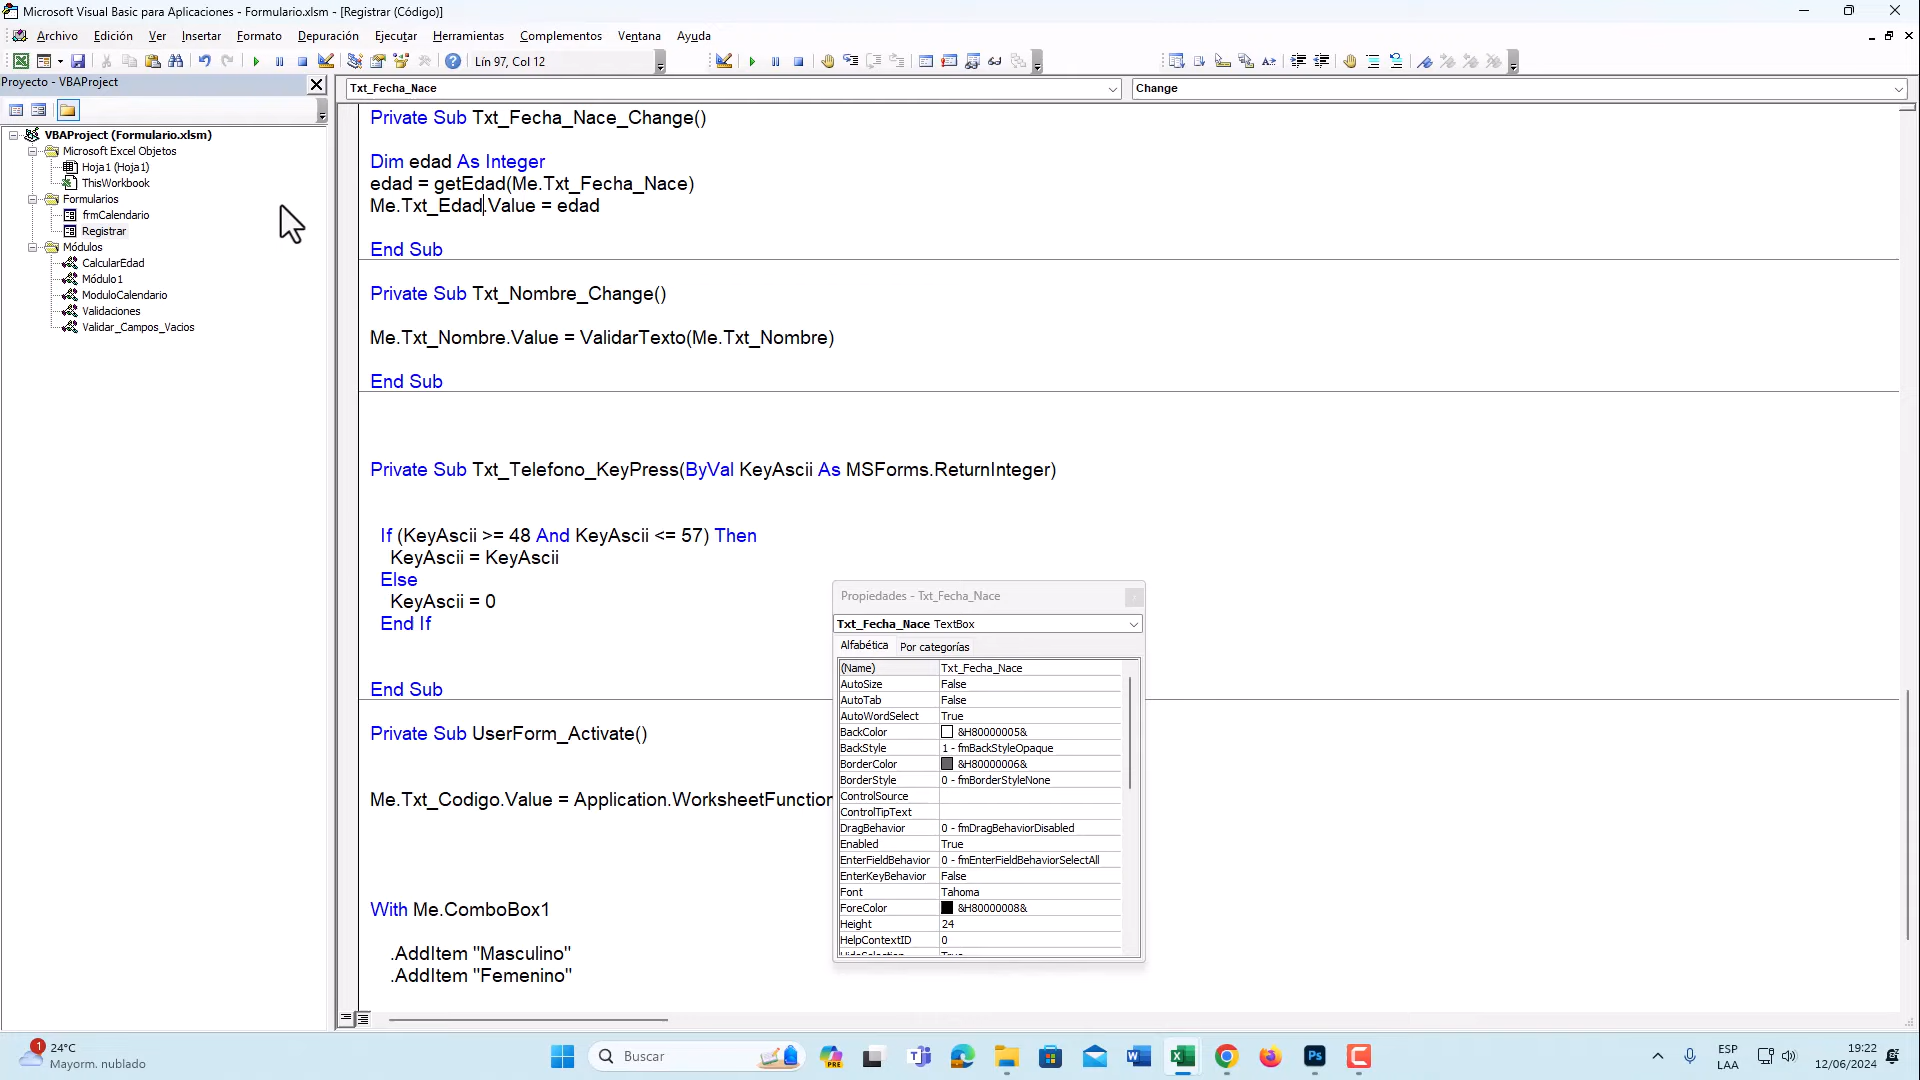 Microsoft Visual Basic para Aplicaciones - Formulario.xlsm - [Registrar (Código)]
Archivo Edición Ver Insertar Formato Depuración Ejecutar Herramientas Complementos Ventana Ayuda
Lín 97, Col 12
Proyecto - VBAProject
Txt_Fecha_Nace
Change
VBAProject (Formulario.xlsm)
Microsoft Excel Objetos
Hoja1 (Hoja1)
ThisWorkbook
Formularios
frmCalendario
Registrar
Módulos
CalcularEdad
Módulo1
ModuloCalendario
Validaciones
Validar_Campos_Vacios
Private Sub Txt_Fecha_Nace_Change()
Dim edad As Integer
edad = getEdad(Me.Txt_Fecha_Nace)
Me.Txt_Edad.Value = edad
End Sub
Private Sub Txt_Nombre_Change()
Me.Txt_Nombre.Value = ValidarTexto(Me.Txt_Nombre)
End Sub
Private Sub Txt_Telefono_KeyPress(ByVal KeyAscii As MSForms.ReturnInteger)
If (KeyAscii >= 48 And KeyAscii <= 57) Then
KeyAscii = KeyAscii
Else
KeyAscii = 0
End If
End Sub
Private Sub UserForm_Activate()
Me.Txt_Codigo.Value = Application.WorksheetFunction
With Me.ComboBox1
.AddItem "Masculino"
.AddItem "Femenino"
Propiedades - Txt_Fecha_Nace
Txt_Fecha_Nace TextBox
Alfabética Por categorías
(Name) Txt_Fecha_Nace
AutoSize False
AutoTab False
AutoWordSelect True
BackColor &H80000005&
BackStyle 1 - fmBackStyleOpaque
BorderColor &H80000006&
BorderStyle 0 - fmBorderStyleNone
ControlSource
ControlTipText
DragBehavior 0 - fmDragBehaviorDisabled
Enabled True
EnterFieldBehavior 0 - fmEnterFieldBehaviorSelectAll
EnterKeyBehavior False
Font Tahoma
ForeColor &H80000008&
Height 24
HelpContextID 0
HideSelection True
1
24°C
Mayorm. nublado
Buscar
PRE
ESP
LAA
19:22
12/06/2024